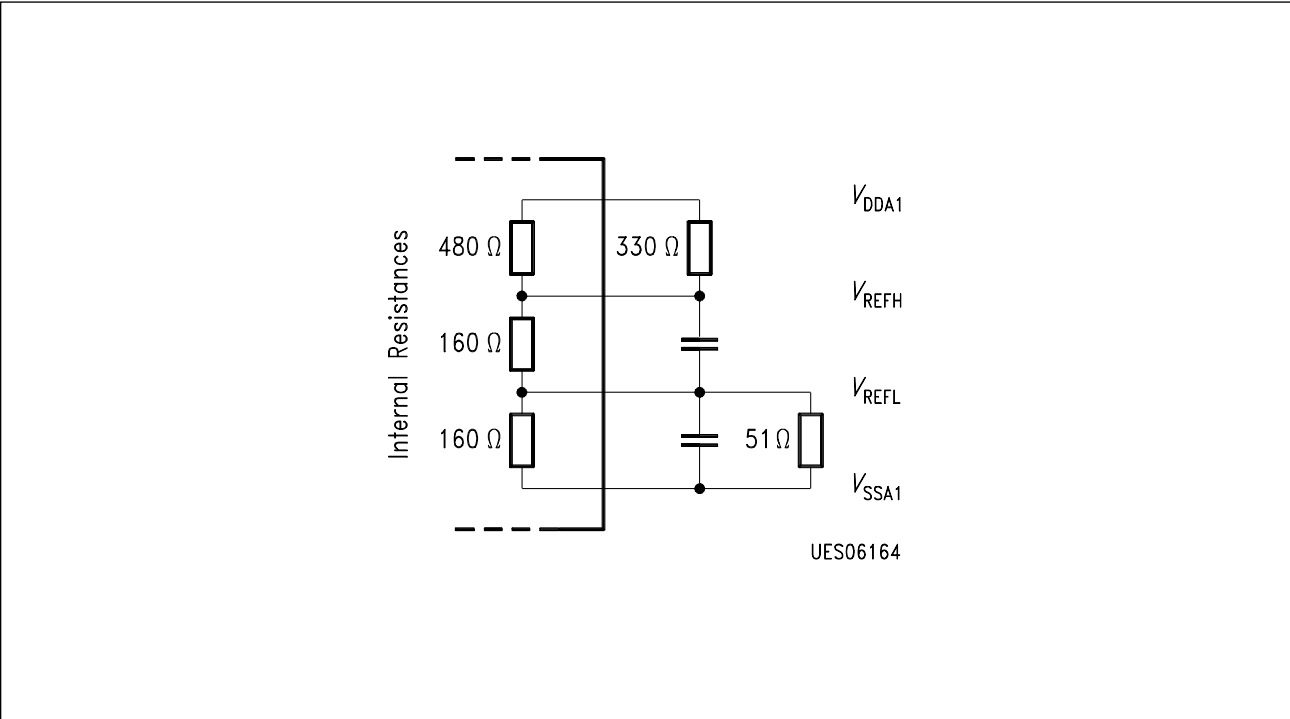 V_DDA1
480 Ω
330 Ω
V_REFH
160 Ω
V_REFL
160 Ω
51 Ω
V_SSA1
Internal Resistances
UES06164